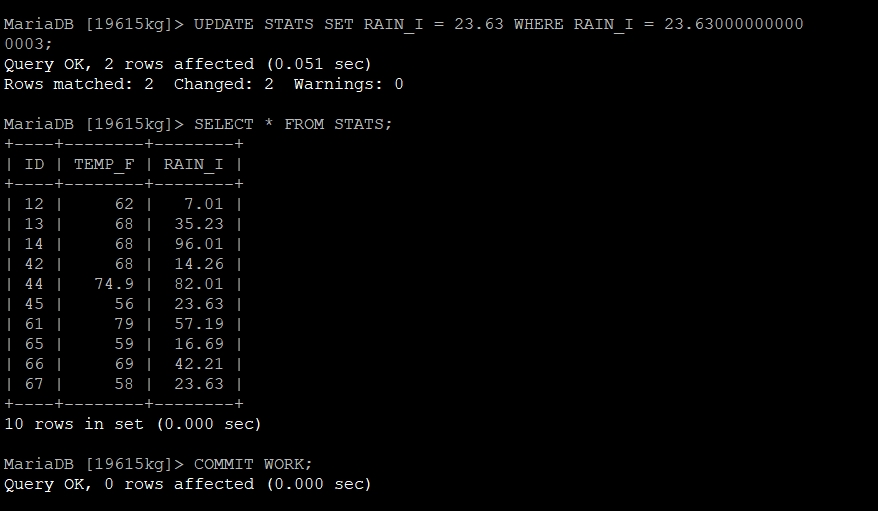 MariaDB [19615kg]> UPDATE STATS SET RAIN_I = 23.63 WHERE RAIN_I = 23.63000000000
0003;
Query OK, 2 rows affected (0.051 sec)
Rows matched: 2  Changed: 2  Warnings: 0

MariaDB [19615kg]> SELECT * FROM STATS;
+----+--------+--------+
| ID | TEMP_F | RAIN_I |
+----+--------+--------+
| 12 |     62 |   7.01 |
| 13 |     68 |  35.23 |
| 14 |     68 |  96.01 |
| 42 |     68 |  14.26 |
| 44 |   74.9 |  82.01 |
| 45 |     56 |  23.63 |
| 61 |     79 |  57.19 |
| 65 |     59 |  16.69 |
| 66 |     69 |  42.21 |
| 67 |     58 |  23.63 |
+----+--------+--------+
10 rows in set (0.000 sec)

MariaDB [19615kg]> COMMIT WORK;
Query OK, 0 rows affected (0.000 sec)